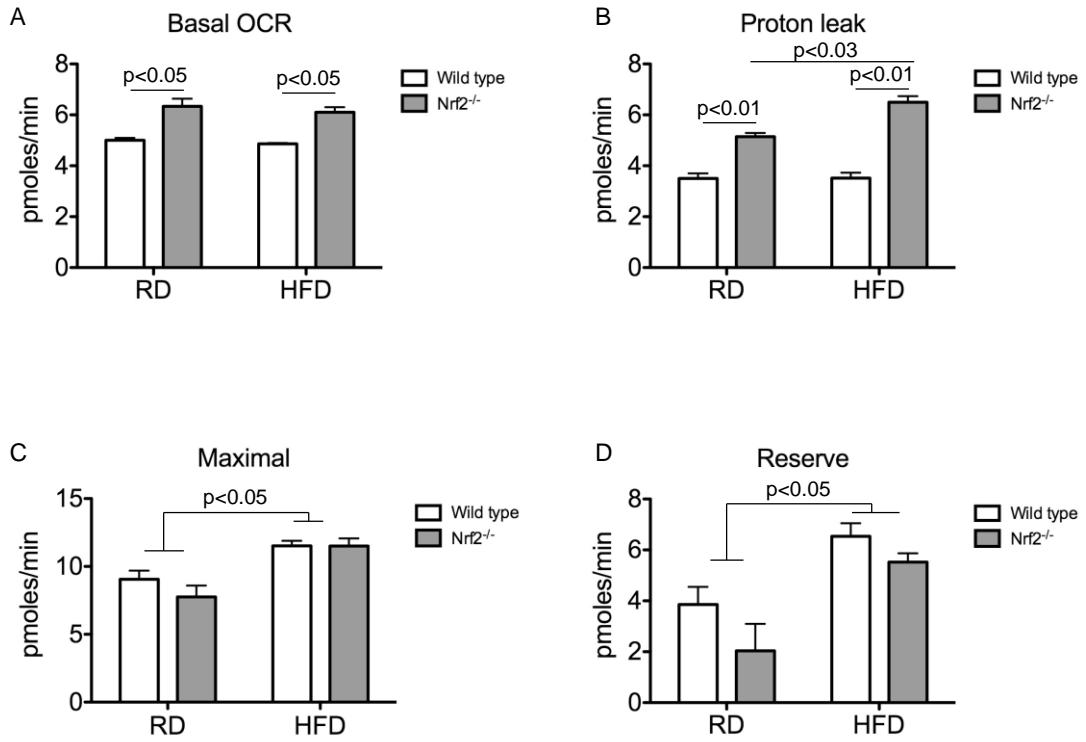 A
Basal OCR
pmoles/min
8
6
4
2
0
p<0.05
p<0.05
RD
HFD
Wild type
Nrf2-/-
B
Proton leak
pmoles/min
8
6
4
2
0
p<0.03
p<0.01
p<0.01
RD
HFD
Wild type
Nrf2-/-
C
Maximal
pmoles/min
15
10
5
0
p<0.05
RD
HFD
Wild type
Nrf2-/-
D
Reserve
pmoles/min
8
6
4
2
0
p<0.05
RD
HFD
Wild type
Nrf2-/-